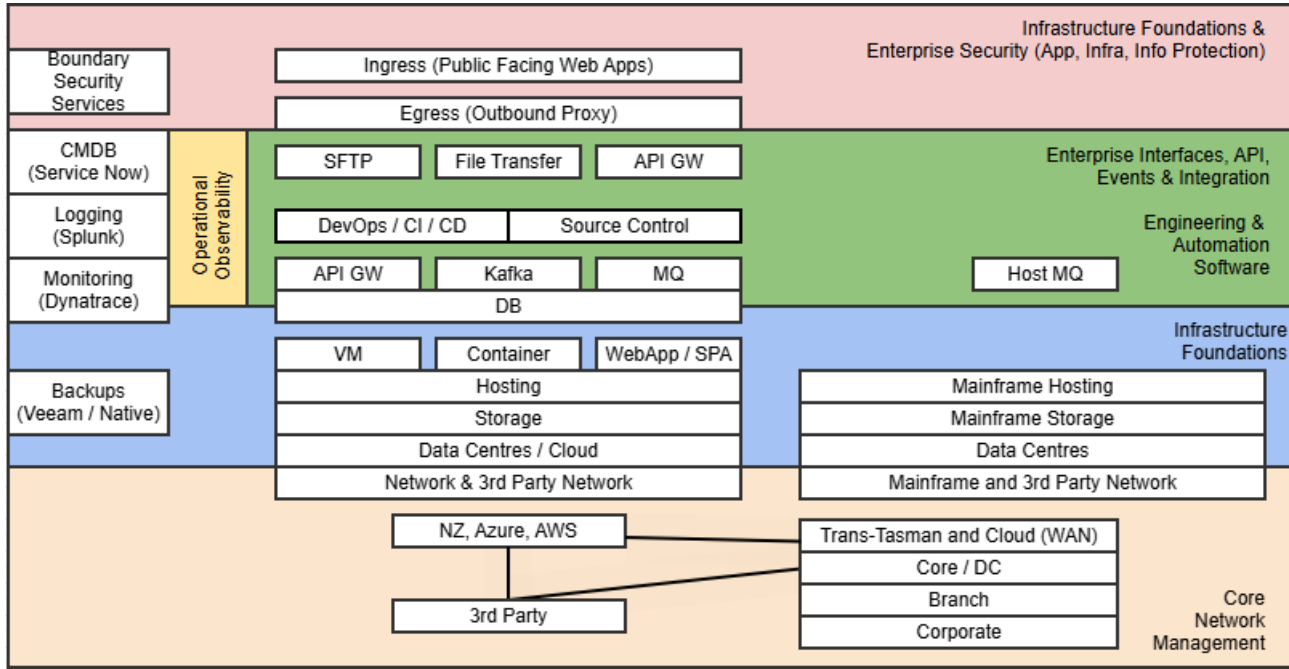 Infrastructure Foundations &
Enterprise Security (App, Infra, Info Protection)
Boundary
Security
Services
Ingress (Public Facing Web Apps)
Egress (Outbound Proxy)
CMDB
(Service Now)
Logging
(Splunk)
Monitoring
(Dynatrace)
Operational
Observability
SFTP
File Transfer
API GW
Enterprise Interfaces, API,
Events & Integration
DevOps / CI / CD
Source Control
Engineering &
Automation
Software
API GW
Kafka
MQ
Host MQ
DB
Infrastructure
Foundations
VM
Container
WebApp / SPA
Backups
(Veeam / Native)
Hosting
Storage
Data Centres / Cloud
Network & 3rd Party Network
Mainframe Hosting
Mainframe Storage
Data Centres
Mainframe and 3rd Party Network
NZ, Azure, AWS
3rd Party
Trans-Tasman and Cloud (WAN)
Core / DC
Branch
Corporate
Core
Network
Management